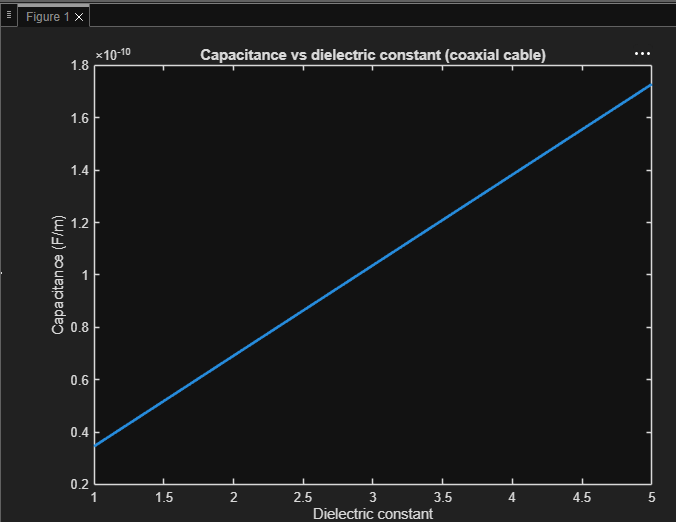 Figure 1
×10-10
Capacitance vs dielectric constant (coaxial cable)
1.8
1.6
1.4
1.2
1
0.8
0.6
0.4
0.2
Capacitance (F/m)
1 1.5 2 2.5 3 3.5 4 4.5 5
Dielectric constant